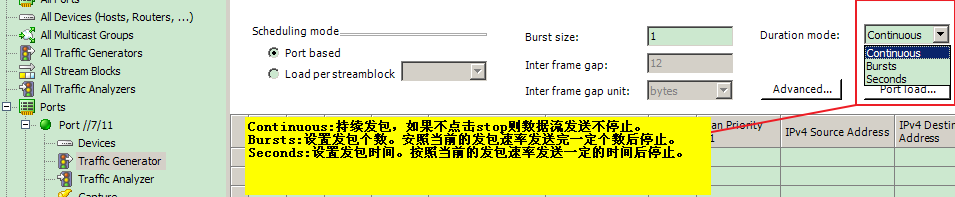 All Devices (Hosts, Routers, ...)
All Multicast Groups
All Traffic Generators
All Stream Blocks
All Traffic Analyzers
Ports
Port //7/11
Devices
Traffic Generator
Traffic Analyzer
Capture
Scheduling mode
Port based
Load per streamblock
Burst size: 1
Inter frame gap: 12
Inter frame gap unit: bytes
Duration mode: Continuous
Continuous
Bursts
Seconds
Advanced...
Port load...
Continuous:持续发包，如果不点击stop则数据流发送不停止。
Bursts:设置发包个数。安照当前的发包速率发送完一定个数后停止。
Seconds:设置发包时间。按照当前的发包速率发送一定的时间后停止。
Priority
IPv4 Source Address
IPv4 Destin
Address